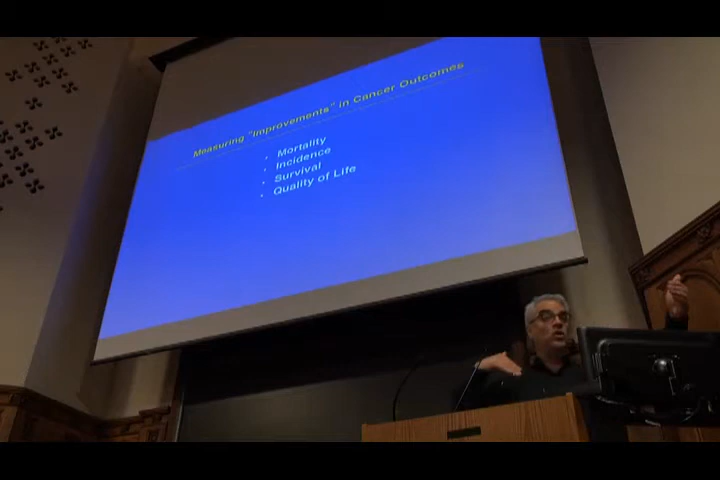 Measuring "Improvements" in Cancer Outcomes
• Mortality
• Incidence
• Survival
• Quality of Life